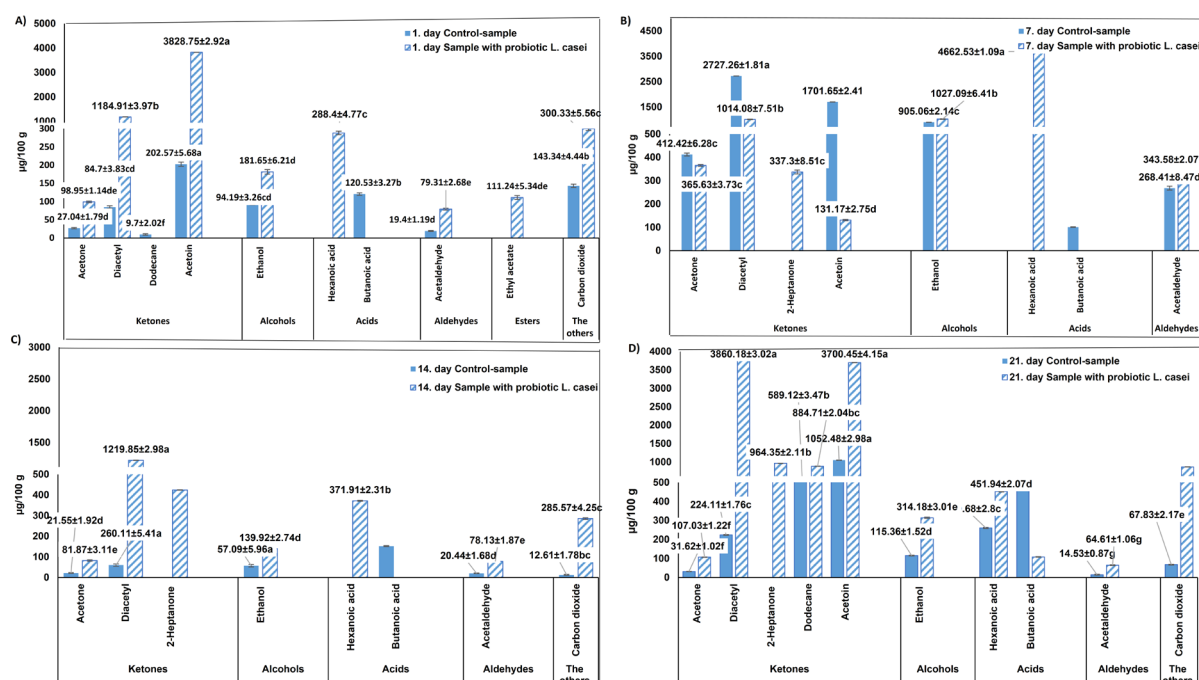 A)
5000
4000
3000
2000
1000
300
200
150
100
50
0
µg/100 g
1. day Control-sample
1. day Sample with probiotic L. casei
3828.75±2.92a
1184.91±3.97b
84.7±3.83cd
98.95±1.14de
27.04±1.79d
9.7±2.02f
202.57±5.68a
181.65±6.21d
94.19±3.26cd
288.4±4.77c
120.53±3.27b
79.31±2.68e
19.4±1.19d
111.24±5.34de
300.33±5.56c
143.34±4.44b
Acetone
Diacetyl
Dodecane
Acetoin
Ethanol
Hexanoic acid
Butanoic acid
Acetaldehyde
Ethyl acetate
Carbon dioxide
Ketones
Alcohols
Acids
Aldehydes
Esters
The
others
B)
4500
3500
2500
1500
500
400
300
200
100
0
µg/100 g
7. day Control-sample
7. day Sample with probiotic L. casei
4662.53±1.09a
2727.26±1.81a
1014.08±7.51b
1701.65±2.41
905.06±2.14c
1027.09±6.41b
412.42±6.28c
365.63±3.73c
337.3±8.51c
131.17±2.75d
343.58±2.07
268.41±8.47d
Acetone
Diacetyl
2-Heptanone
Acetoin
Ethanol
Hexanoic acid
Butanoic acid
Acetaldehyde
Ketones
Alcohols
Acids
Aldehydes
C)
3000
2000
1000
500
400
300
200
100
0
µg/100 g
14. day Control-sample
14. day Sample with probiotic L. casei
1219.85±2.98a
21.55±1.92d
81.87±3.11e
260.11±5.41a
139.92±2.74d
57.09±5.96a
371.91±2.31b
78.13±1.87e
20.44±1.68d
285.57±4.25c
12.61±1.78bc
Acetone
Diacetyl
2-Heptanone
Ethanol
Hexanoic acid
Butanoic acid
Acetaldehyde
Carbon dioxide
Ketones
Alcohols
Acids
Aldehydes
The
others
D)
4000
3500
3000
2500
2000
1500
1000
500
400
300
200
100
0
µg/100 g
21. day Control-sample
21. day Sample with probiotic L. casei
3860.18±3.02a
3700.45±4.15a
589.12±3.47b
884.71±2.04bc
1052.48±2.98a
964.35±2.11b
224.11±1.76c
107.03±1.22f
31.62±1.02f
314.18±3.01e
115.36±1.52d
451.94±2.07d
.68±2.8c
64.61±1.06g
14.53±0.87g
67.83±2.17e
Acetone
Diacetyl
2-Heptanone
Dodecane
Acetoin
Ethanol
Hexanoic acid
Butanoic acid
Acetaldehyde
Carbon dioxide
Ketones
Alcohols
Acids
Aldehydes
The
others